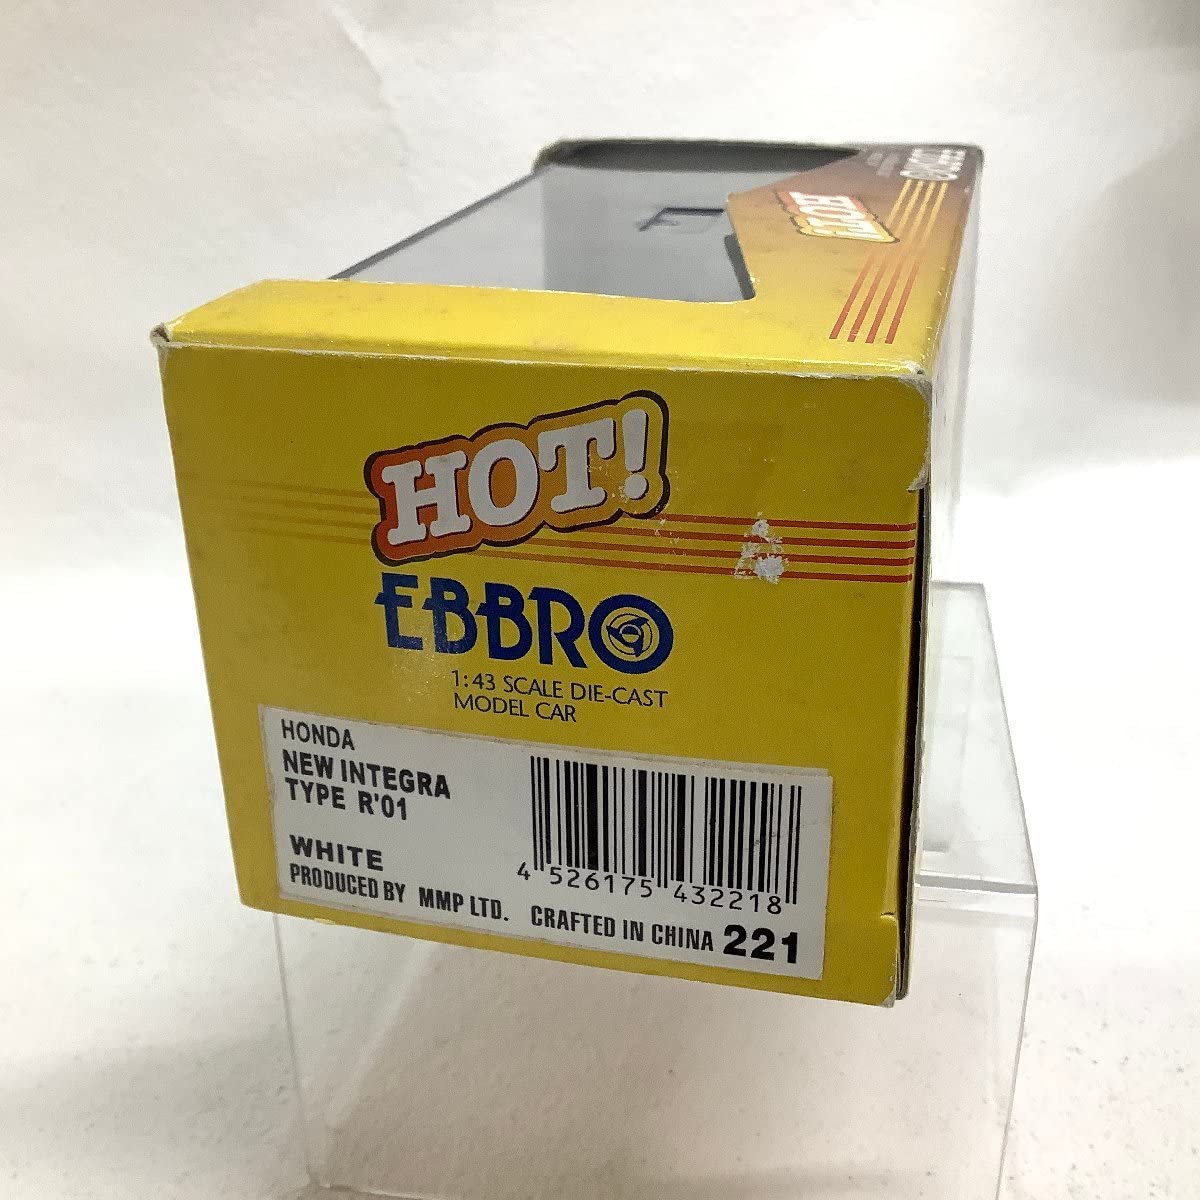 HOT!
HOT!
EBBRO
1:43 SCALE DIE-CAST
MODEL CAR
HONDA
NEW INTEGRA
TYPE R'01
WHITE
4 526175 432218
PRODUCED BY MMP LTD. CRAFTED IN CHINA 221